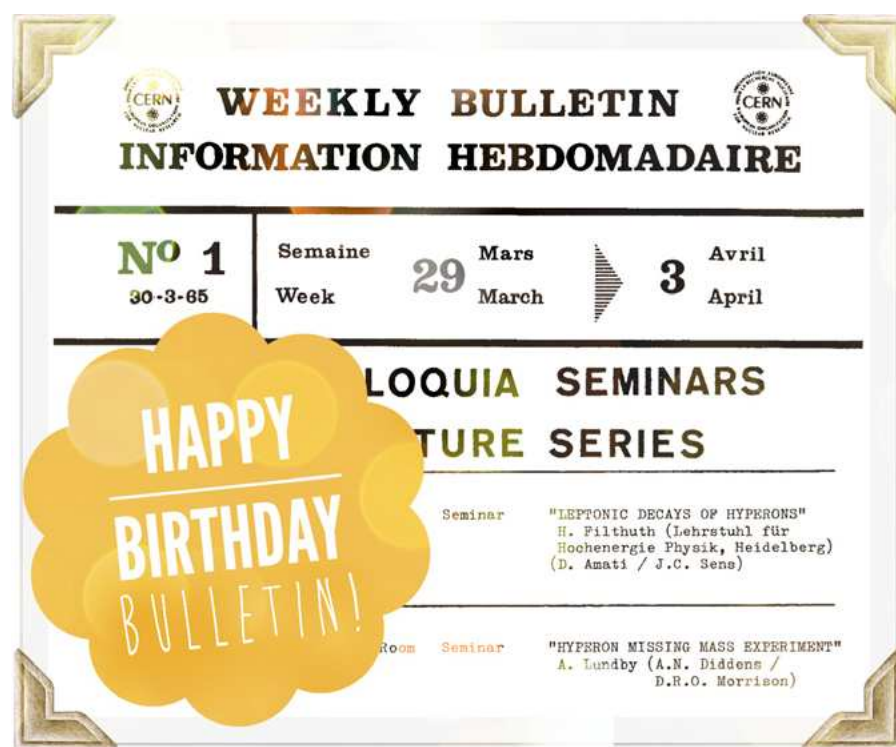 CERN
WEEKLY BULLETIN
CERN
INFORMATION HEBDOMADAIRE
Nº 1
30-3-65
Semaine
Week
29
Mars
March
3
Avril
April
LOQUIA SEMINARS
TURE SERIES
HAPPY
BIRTHDAY
BULLETIN!
Seminar
"LEPTONIC DECAYS OF HYPERONS"
H. Filthuth (Lehrstuhl für
Hochenergie Physik, Heidelberg)
(D. Amati / J.C. Sens)
Room Seminar
"HYPERON MISSING MASS EXPERIMENT"
A. Lundby (A.N. Diddens /
D.R.O. Morrison)